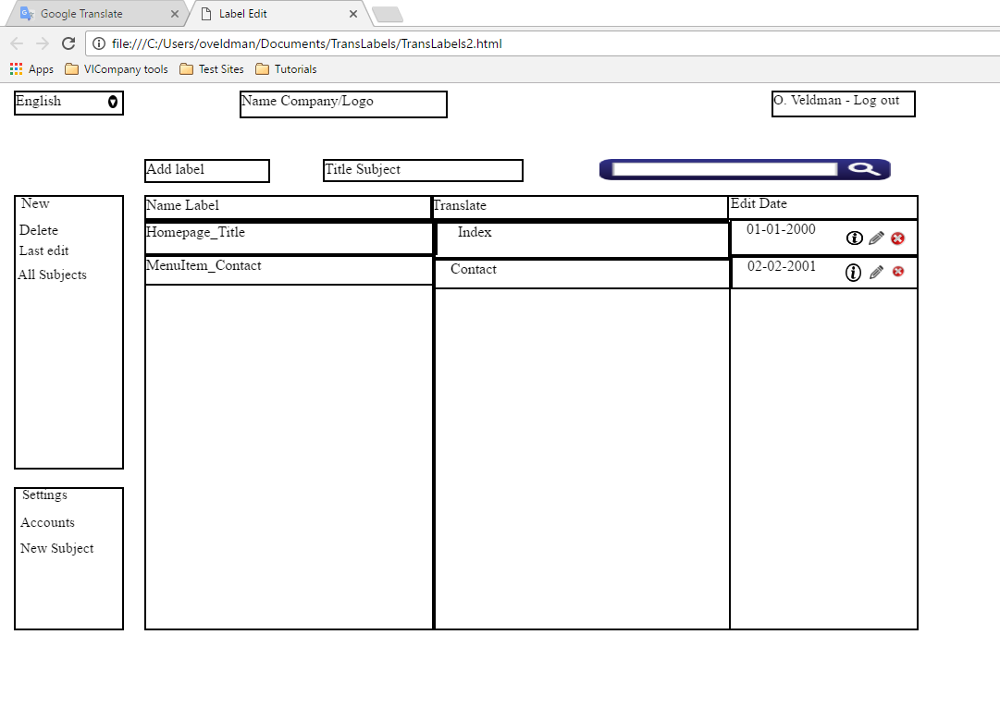 Google Translate
Label Edit
file:///C:/Users/oveldman/Documents/TransLabels/TransLabels2.html
Apps VICompany tools Test Sites Tutorials
English
Name Company/Logo
O. Veldman - Log out
Add label
Title Subject
New
Delete
Last edit
All Subjects
Name Label Translate Edit Date
Homepage_Title Index 01-01-2000
MenuItem_Contact Contact 02-02-2001
Settings
Accounts
New Subject